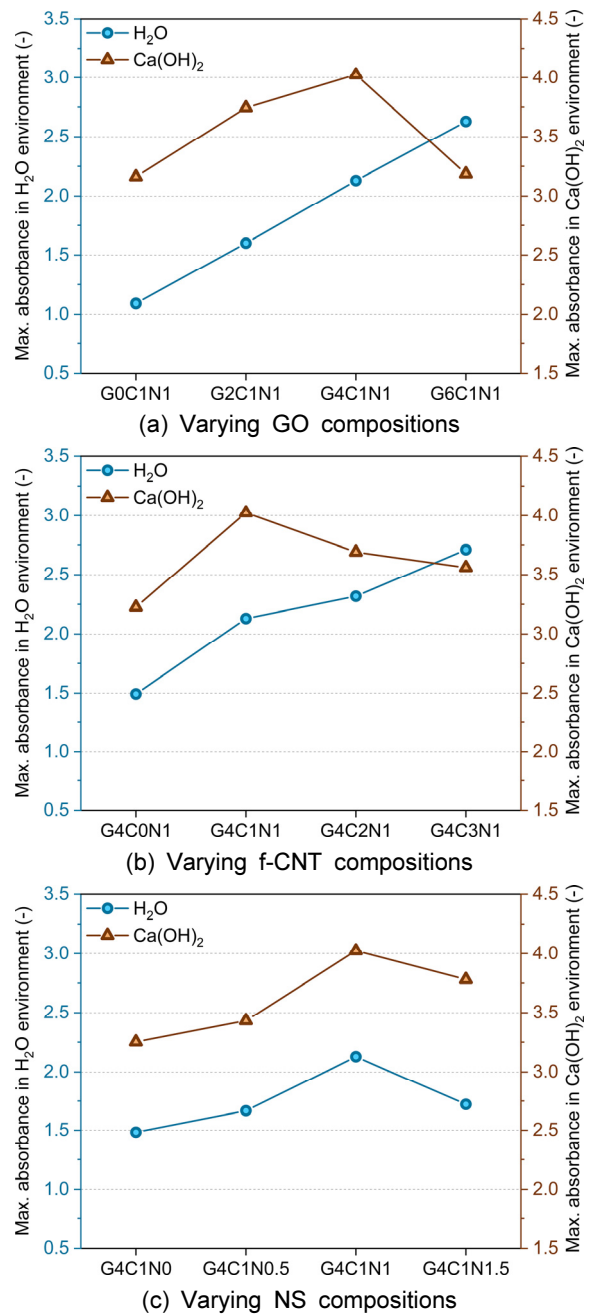 Max. absorbance in H₂O environment (-)
3.5
3.0
2.5
2.0
1.5
1.0
0.5
H₂O
Ca(OH)₂
4.5
4.0
3.5
3.0
2.5
2.0
1.5
Max. absorbance in Ca(OH)₂ environment (-)
G0C1N1 G2C1N1 G4C1N1 G6C1N1
(a) Varying GO compositions
Max. absorbance in H₂O environment (-)
3.5
3.0
2.5
2.0
1.5
1.0
0.5
H₂O
Ca(OH)₂
4.5
4.0
3.5
3.0
2.5
2.0
1.5
Max. absorbance in Ca(OH)₂ environment (-)
G4C0N1 G4C1N1 G4C2N1 G4C3N1
(b) Varying f-CNT compositions
Max. absorbance in H₂O environment (-)
3.5
3.0
2.5
2.0
1.5
1.0
0.5
H₂O
Ca(OH)₂
4.5
4.0
3.5
3.0
2.5
2.0
1.5
Max. absorbance in Ca(OH)₂ environment (-)
G4C1N0 G4C1N0.5 G4C1N1 G4C1N1.5
(c) Varying NS compositions